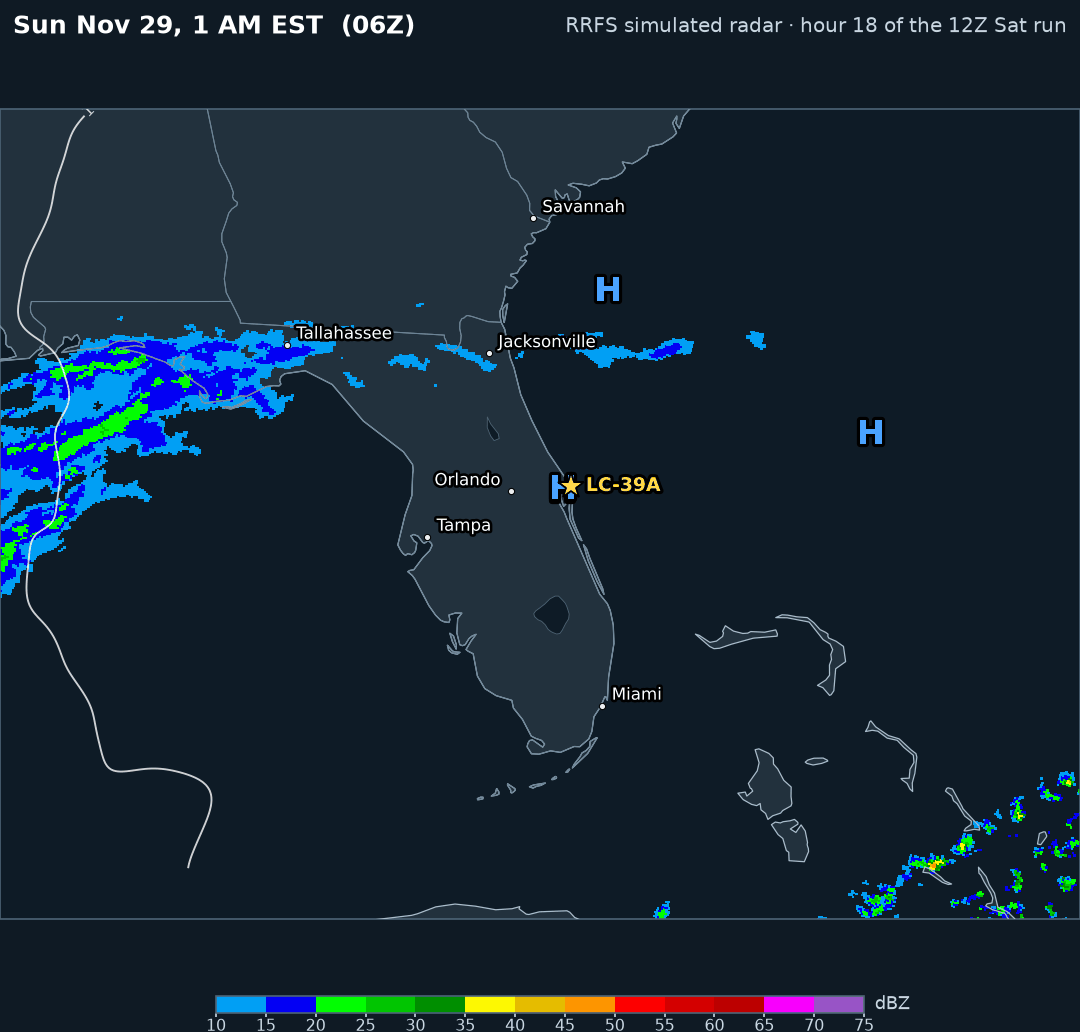 Sun Nov 29, 1 AM EST (06Z)
RRFS simulated radar · hour 18 of the 12Z Sat run
Savannah
H
Tallahassee
Jacksonville
H
Orlando
H
LC-39A
Tampa
Miami
dBZ
10 15 20 25 30 35 40 45 50 55 60 65 70 75